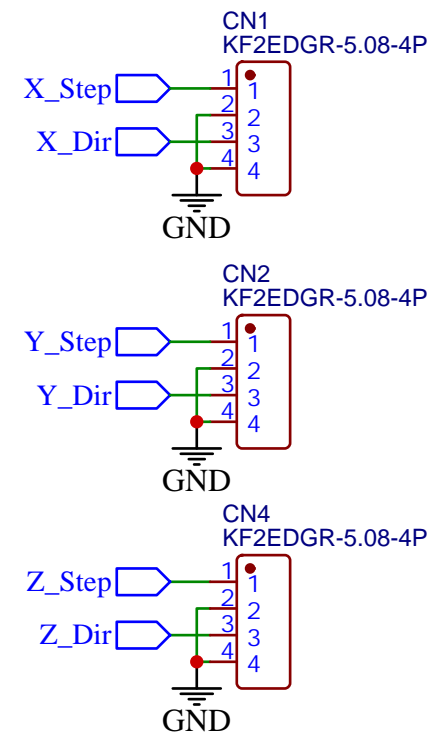 CN1
KF2EDGR-5.08-4P
X_Step 1 1
2 2
X_Dir 3 3
4 4
GND
CN2
KF2EDGR-5.08-4P
Y_Step 1 1
2 2
Y_Dir 3 3
4 4
GND
CN4
KF2EDGR-5.08-4P
Z_Step 1 1
2 2
Z_Dir 3 3
4 4
GND